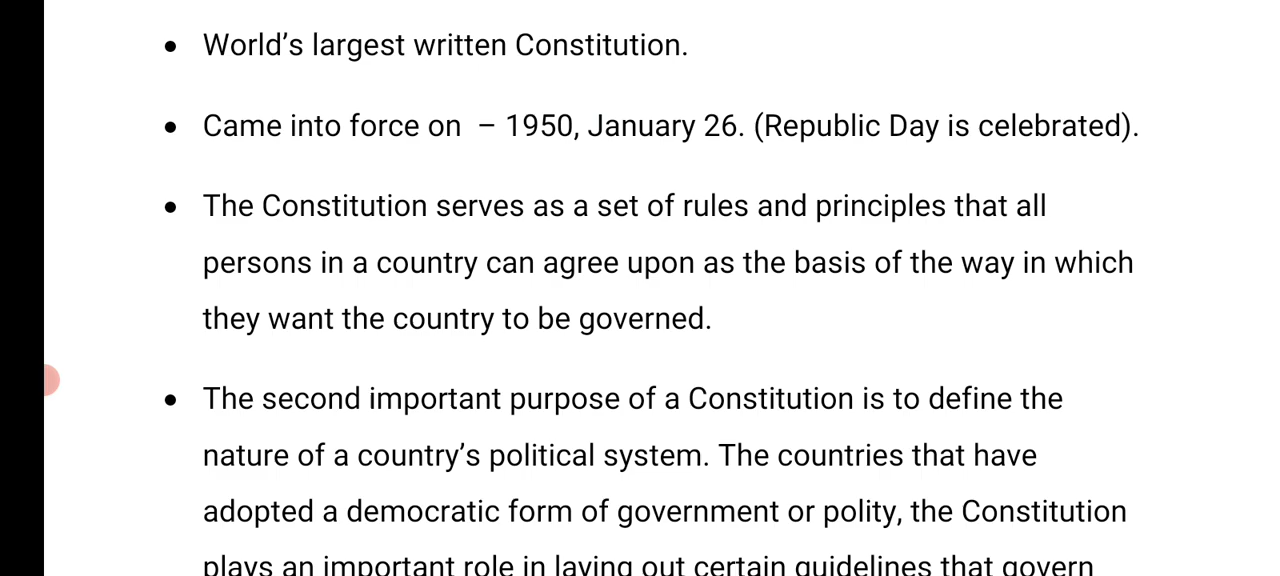 • World’s largest written Constitution.
• Came into force on – 1950, January 26. (Republic Day is celebrated).
• The Constitution serves as a set of rules and principles that all
persons in a country can agree upon as the basis of the way in which
they want the country to be governed.
• The second important purpose of a Constitution is to define the
nature of a country’s political system. The countries that have
adopted a democratic form of government or polity, the Constitution
plays an important role in laying out certain guidelines that govern